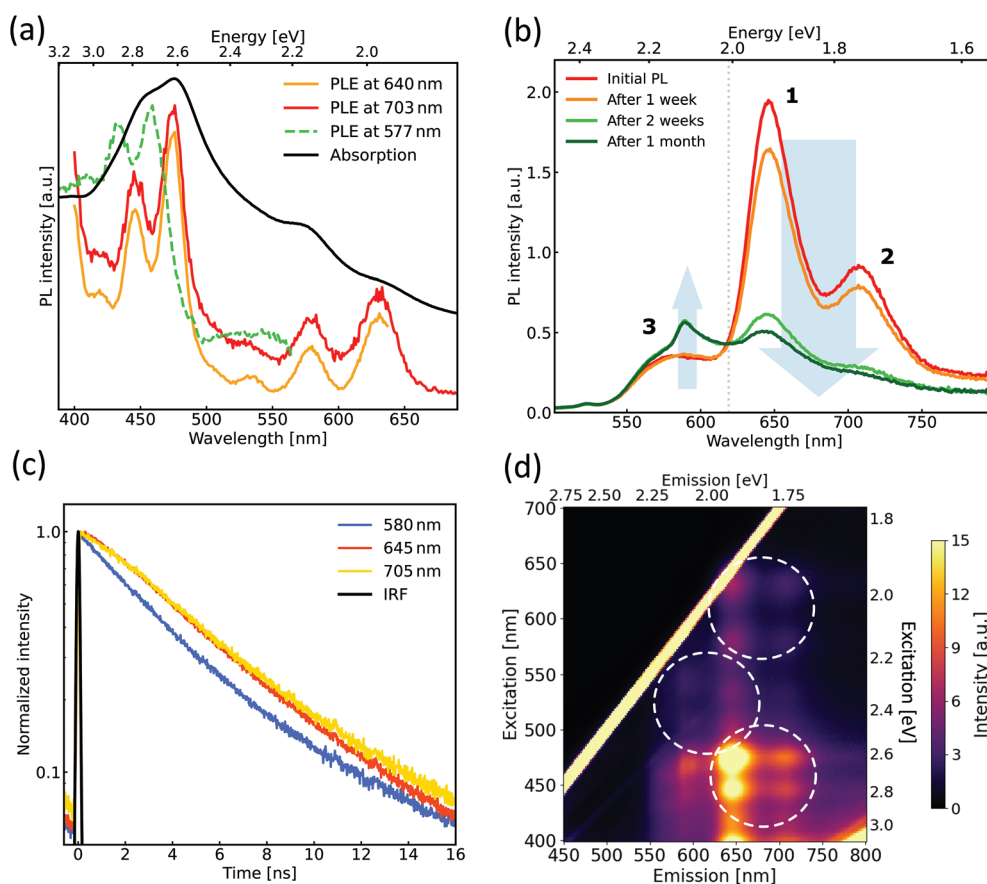 (a)
Energy [eV]
3.2 3.0 2.8 2.6 2.4 2.2 2.0
PLE at 640 nm
PLE at 703 nm
PLE at 577 nm
Absorption
PL intensity [a.u.]
400 450 500 550 600 650
Wavelength [nm]
(b)
Energy [eV]
2.4 2.2 2.0 1.8 1.6
Initial PL
After 1 week
After 2 weeks
After 1 month
1
2
3
PL intensity [a.u.]
2.0
1.5
1.0
0.5
0.0
550 600 650 700 750
Wavelength [nm]
(c)
580 nm
645 nm
705 nm
IRF
Normalized intensity
1.0
0.1
0 2 4 6 8 10 12 14 16
Time [ns]
(d)
Emission [eV]
2.75 2.50 2.25 2.00 1.75
Excitation [nm]
700
650
600
550
500
450
400
1.8
2.0
2.2
2.4
2.6
2.8
3.0
Excitation [eV]
450 500 550 600 650 700 750 800
Emission [nm]
15
12
9
6
3
0
Intensity [a.u.]